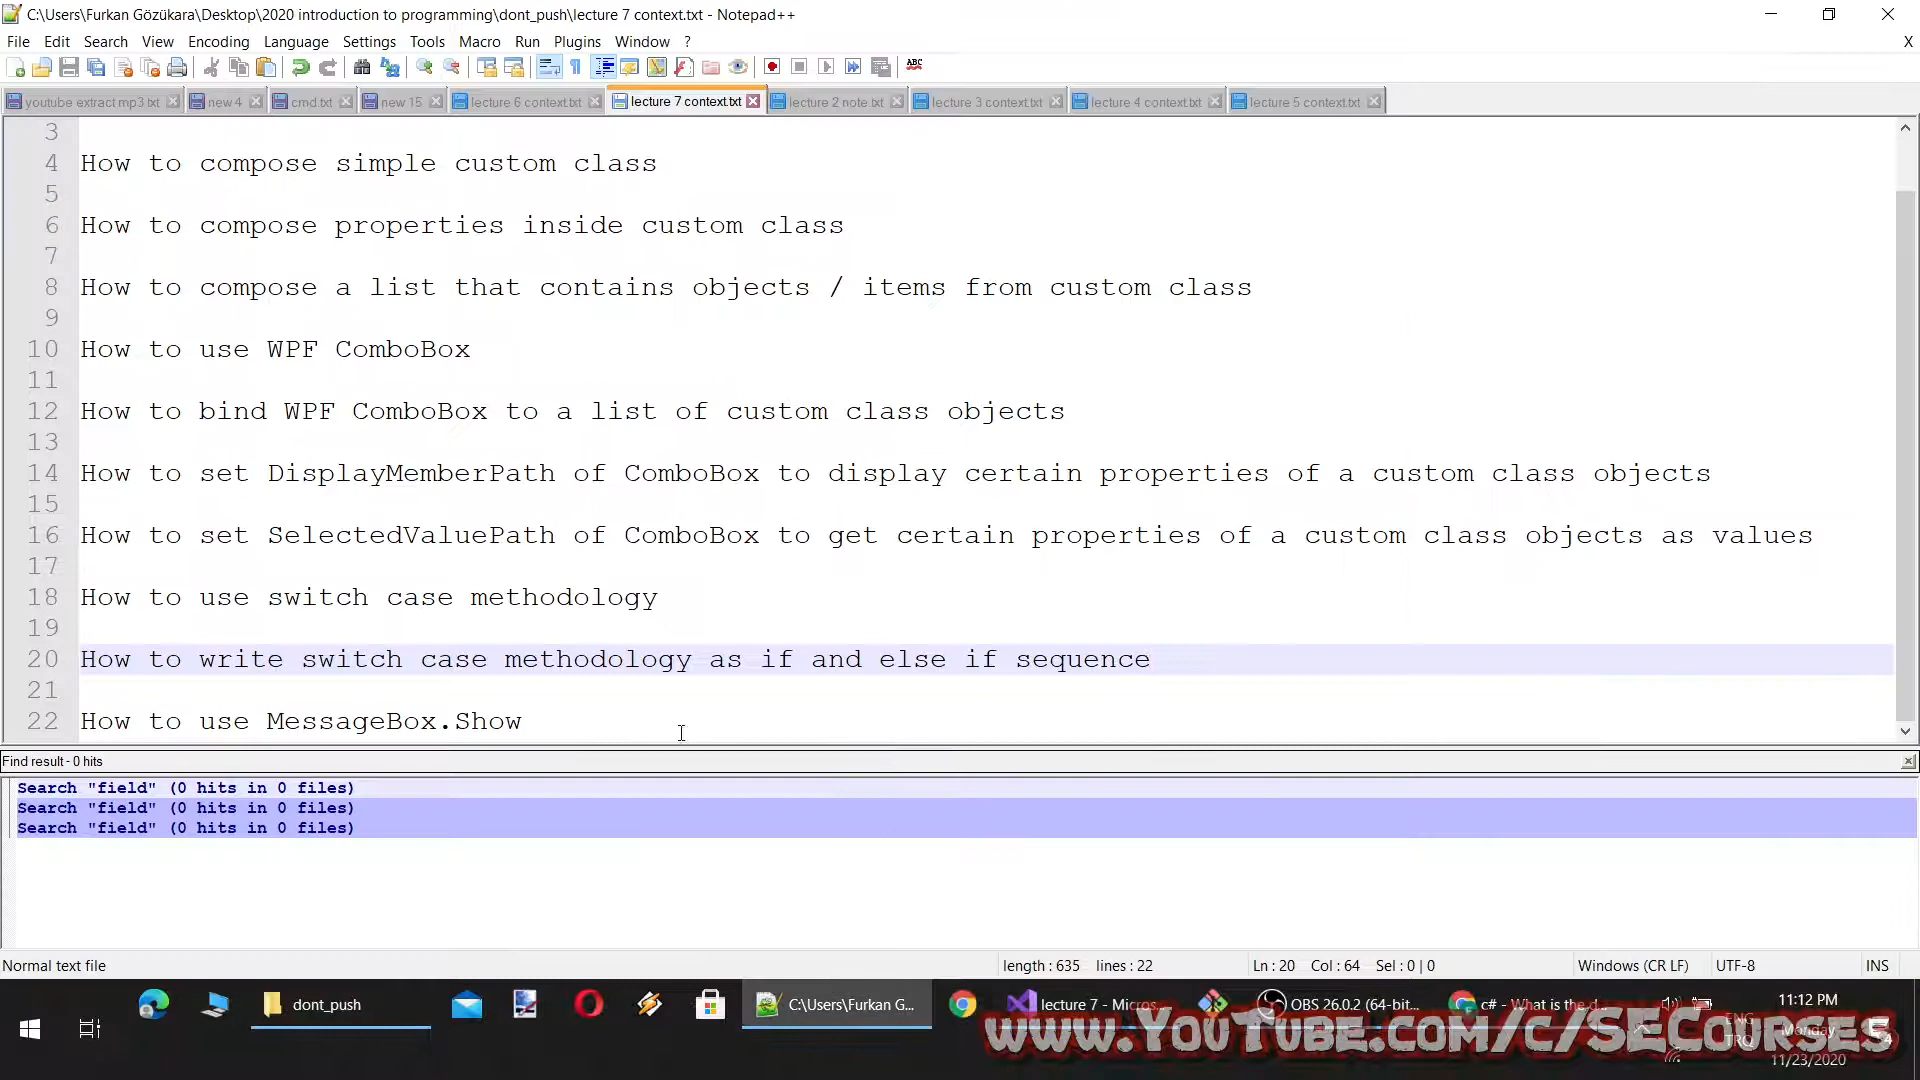 C:\Users\Furkan Gözükara\Desktop\2020 introduction to programming\dont_push\lecture 7 context.txt - Notepad++
File Edit Search View Encoding Language Settings Tools Macro Run Plugins Window ? X
ABC
youtube extract mp3 txt new 4 cmd.txt new 15 lecture 6 context.txt lecture 7 context.txt lecture 2 note txt lecture 3 context.txt lecture 4 context.txt lecture 5 context.txt
3
4 How to compose simple custom class
5
6 How to compose properties inside custom class
7
8 How to compose a list that contains objects / items from custom class
9
10 How to use WPF ComboBox
11
12 How to bind WPF ComboBox to a list of custom class objects
13
14 How to set DisplayMemberPath of ComboBox to display certain properties of a custom class objects
15
16 How to set SelectedValuePath of ComboBox to get certain properties of a custom class objects as values
17
18 How to use switch case methodology
19
20 How to write switch case methodology as if and else if sequence
21
22 How to use MessageBox.Show
Find result - 0 hits
Search "field" (0 hits in 0 files)
Search "field" (0 hits in 0 files)
Search "field" (0 hits in 0 files)
Normal text file length : 635 lines : 22 Ln : 20 Col : 64 Sel : 0 | 0 Windows (CR LF) UTF-8 INS
dont_push C:\Users\Furkan G... lecture 7 - Micros... OBS 26.0.2 (64-bit... c# - What is the d... 11:12 PM
ENG Monday
TRQ 11/23/2020
www.YouTube.com/c/SECourses